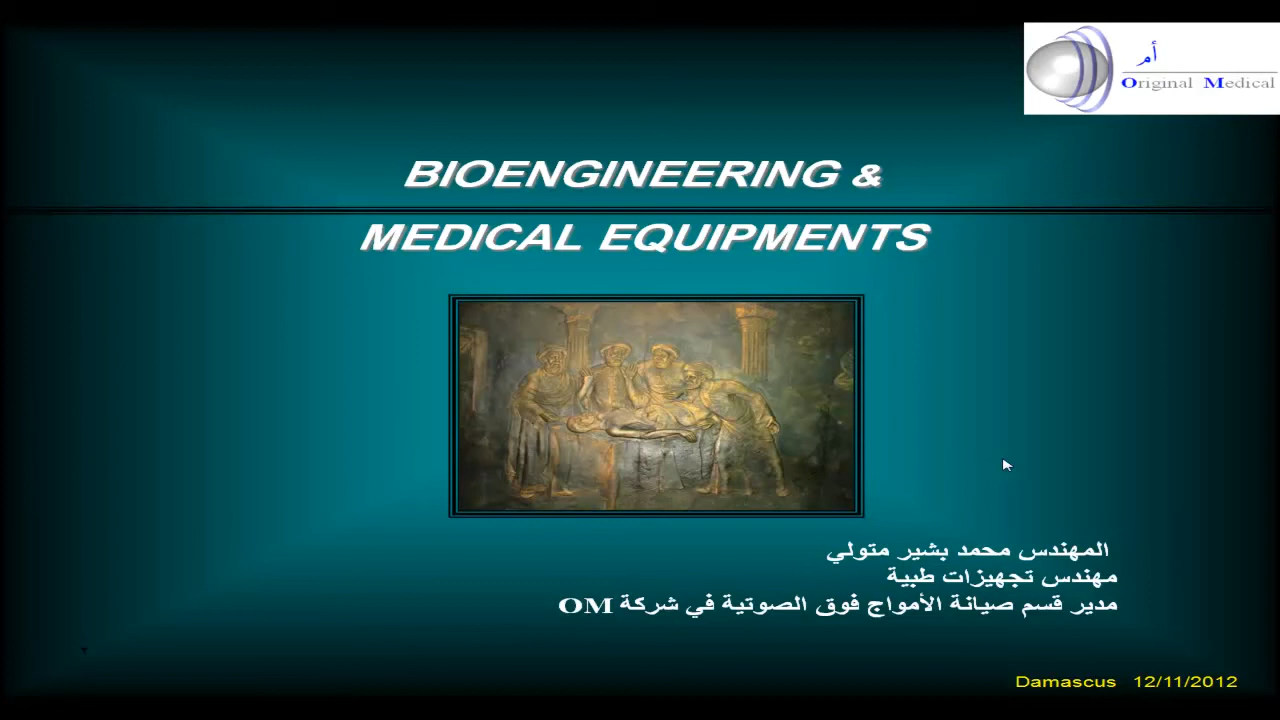 أم
Original Medical
BIOENGINEERING &
MEDICAL EQUIPMENTS
المهندس محمد بشير متولي
مهندس تجهيزات طبية
مدير قسم صيانة الأمواج فوق الصوتية في شركة OM
٢
Damascus 12/11/2012